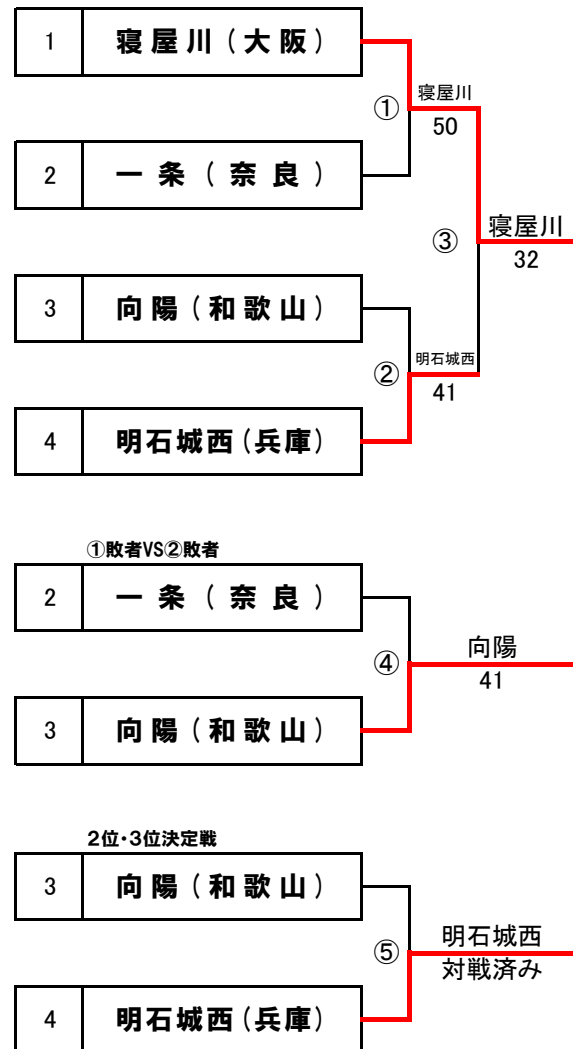 1 寝屋川(大阪)
① 寝屋川
50
2 一条(奈良)
③ 寝屋川
32
3 向陽(和歌山)
② 明石城西
41
4 明石城西(兵庫)
①敗者VS②敗者
2 一条(奈良)
④ 向陽
41
3 向陽(和歌山)
2位・3位決定戦
3 向陽(和歌山)
⑤ 明石城西
対戦済み
4 明石城西(兵庫)